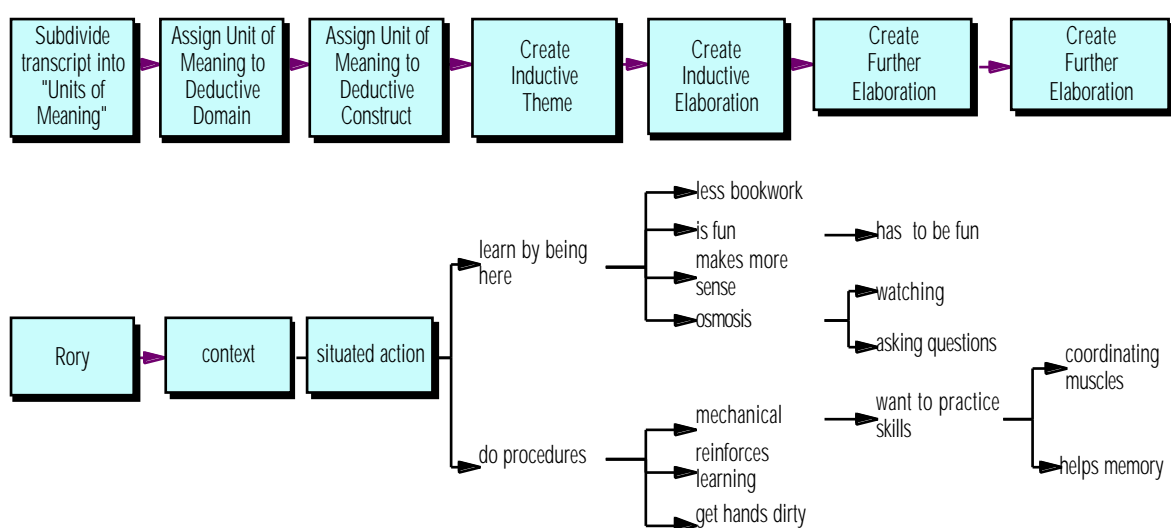 Subdivide
transcript into
"Units of
Meaning"
Assign Unit of
Meaning to
Deductive
Domain
Assign Unit of
Meaning to
Deductive
Construct
Create
Inductive
Theme
Create
Inductive
Elaboration
Create
Further
Elaboration
Create
Further
Elaboration
Rory
context
situated action
learn by being
here
less bookwork
is fun
has to be fun
makes more
sense
osmosis
watching
asking questions
do procedures
mechanical
want to practice
skills
coordinating
muscles
helps memory
reinforces
learning
get hands dirty